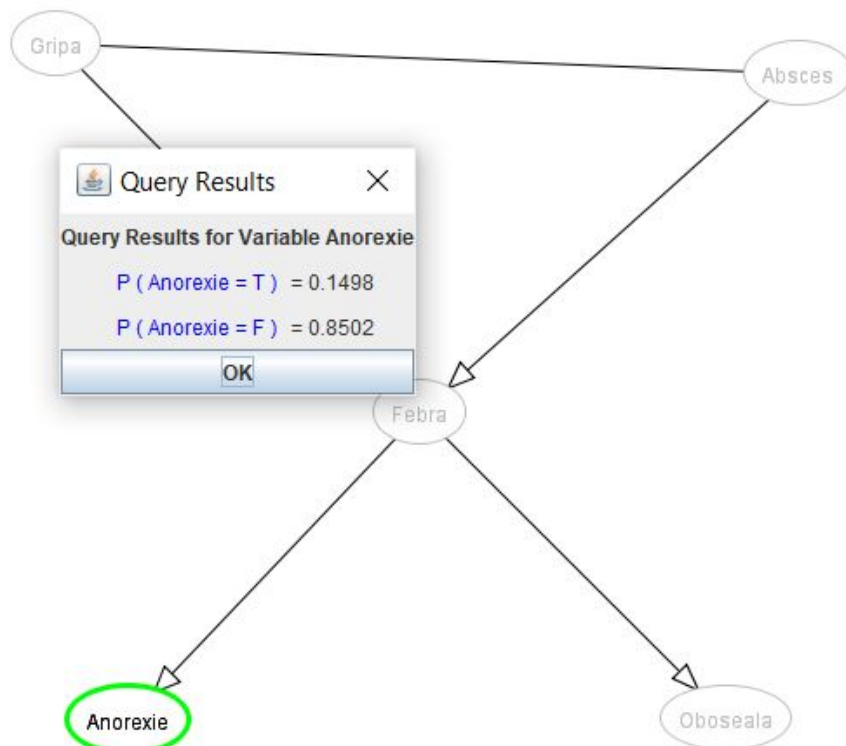 Gripa
Absces
Query Results
Query Results for Variable Anorexie
P ( Anorexie = T ) = 0.1498
P ( Anorexie = F ) = 0.8502
OK
Febra
Anorexie
Oboseala